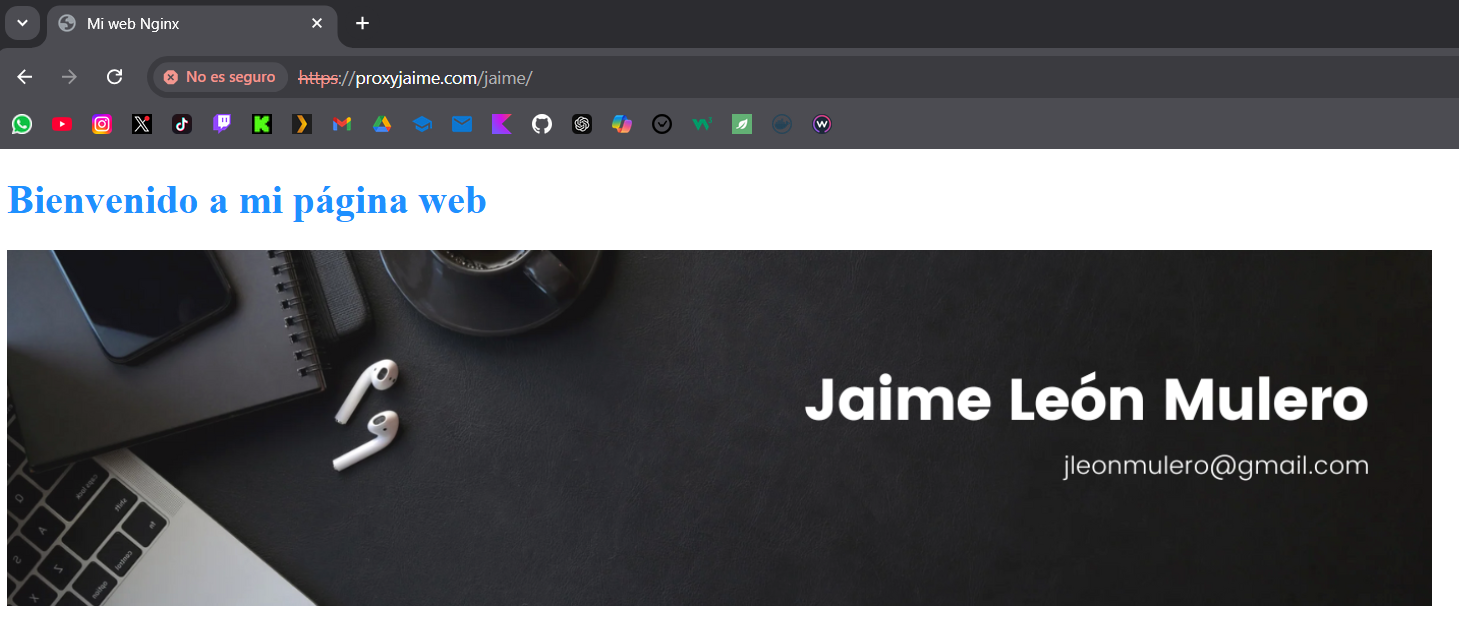 Mi web Nginx
No es seguro
https://proxyjaime.com/jaime/
Bienvenido a mi página web
Jaime León Mulero
jleonmulero@gmail.com